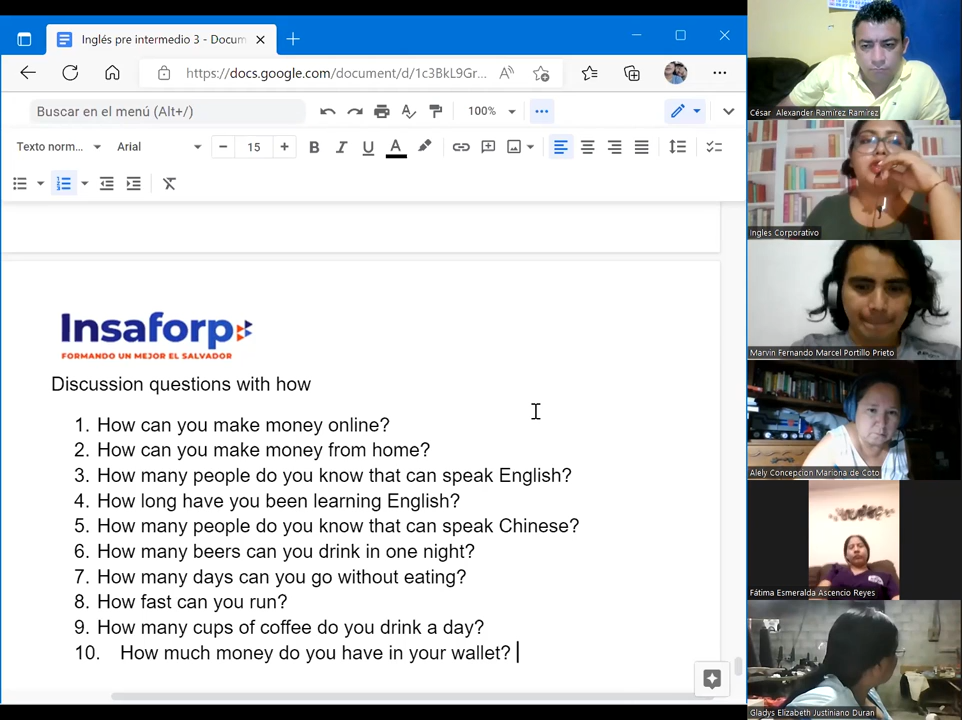 Inglés pre intermedio 3 - Docum
https://docs.google.com/document/d/1c3BkL9Gr...
Buscar en el menú (Alt+/)
100%
Texto norm...
Arial
15
Insaforp
FORMANDO UN MEJOR EL SALVADOR
Discussion questions with how
1. How can you make money online?
2. How can you make money from home?
3. How many people do you know that can speak English?
4. How long have you been learning English?
5. How many people do you know that can speak Chinese?
6. How many beers can you drink in one night?
7. How many days can you go without eating?
8. How fast can you run?
9. How many cups of coffee do you drink a day?
10. How much money do you have in your wallet?
César Alexander Ramírez Ramírez
Ingles Corporativo
Marvin Fernando Marcel Portillo Prieto
Alely Concepcion Mariona de Coto
Fátima Esmeralda Ascencio Reyes
Gladys Elizabeth Justiniano Duran